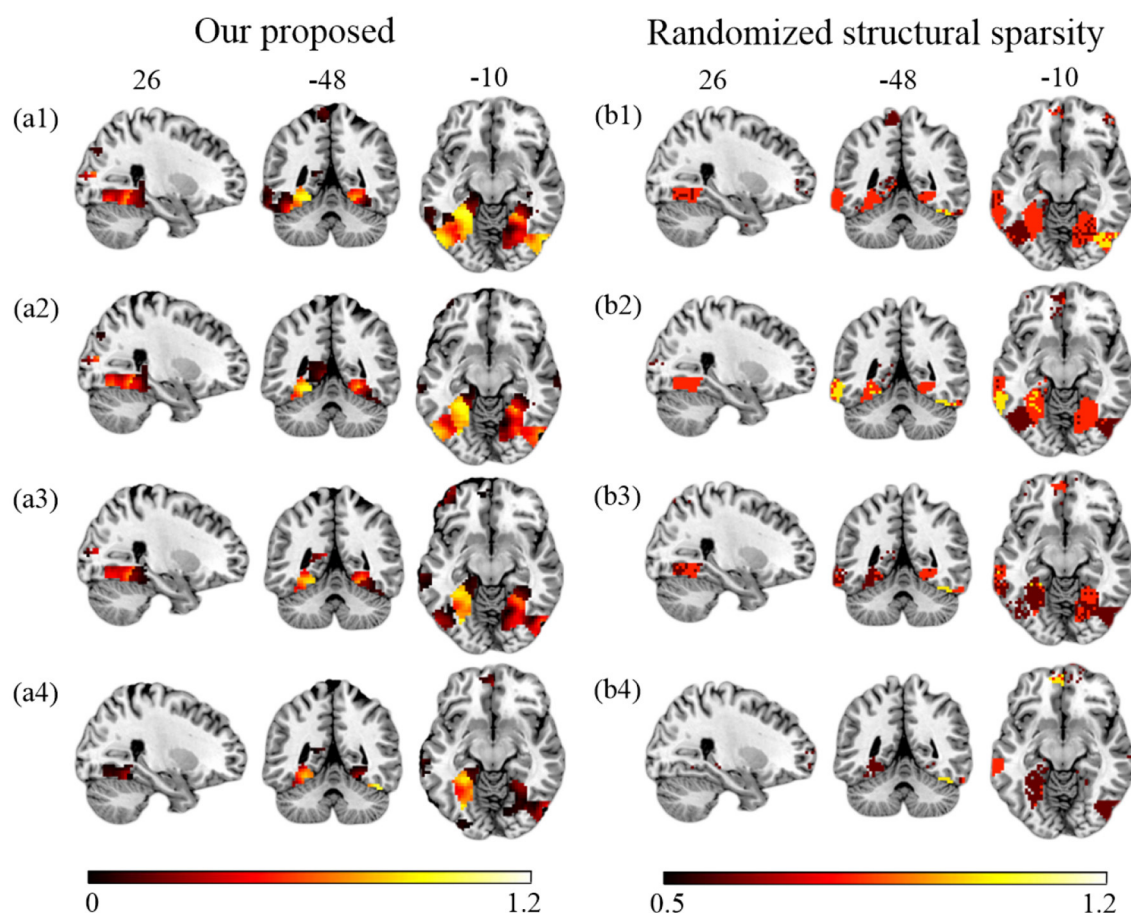 Our proposed Randomized structural sparsity
26 -48 -10 26 -48 -10
(a1) (b1)
(a2) (b2)
(a3) (b3)
(a4) (b4)
0 1.2 0.5 1.2